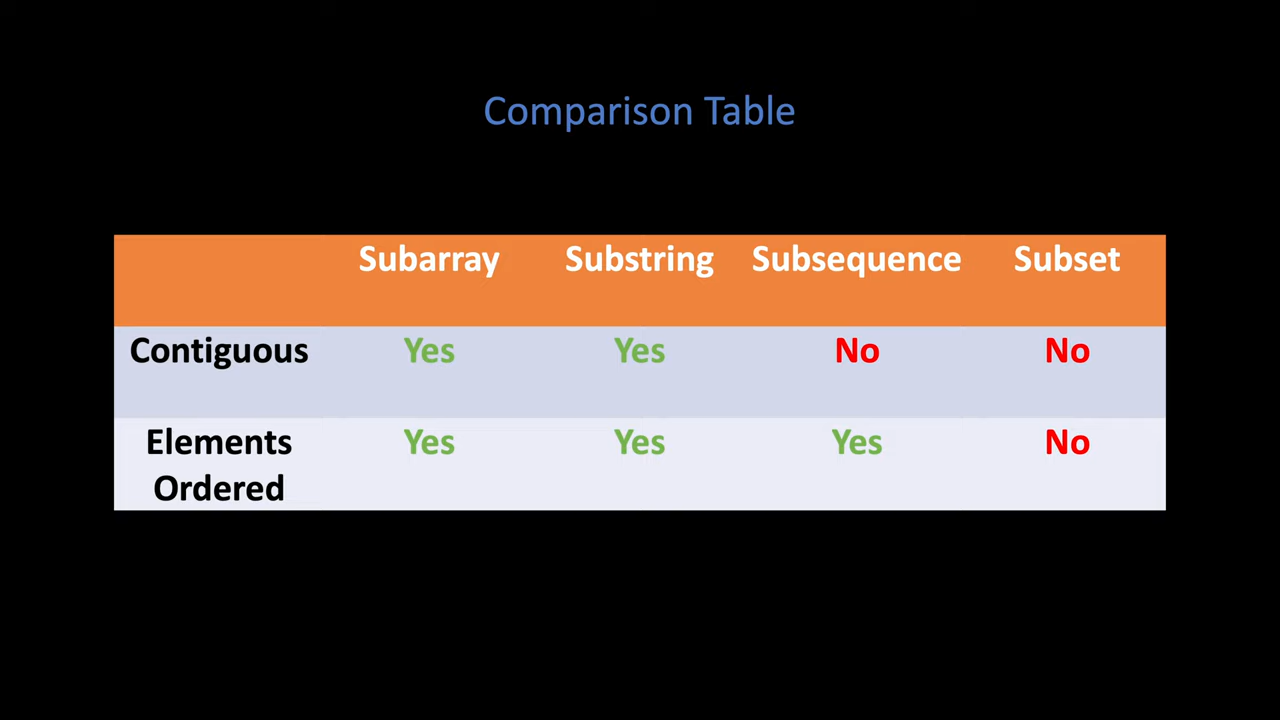 Comparison Table
Subarray Substring Subsequence Subset
Contiguous Yes Yes No No
Elements Yes Yes Yes No
Ordered